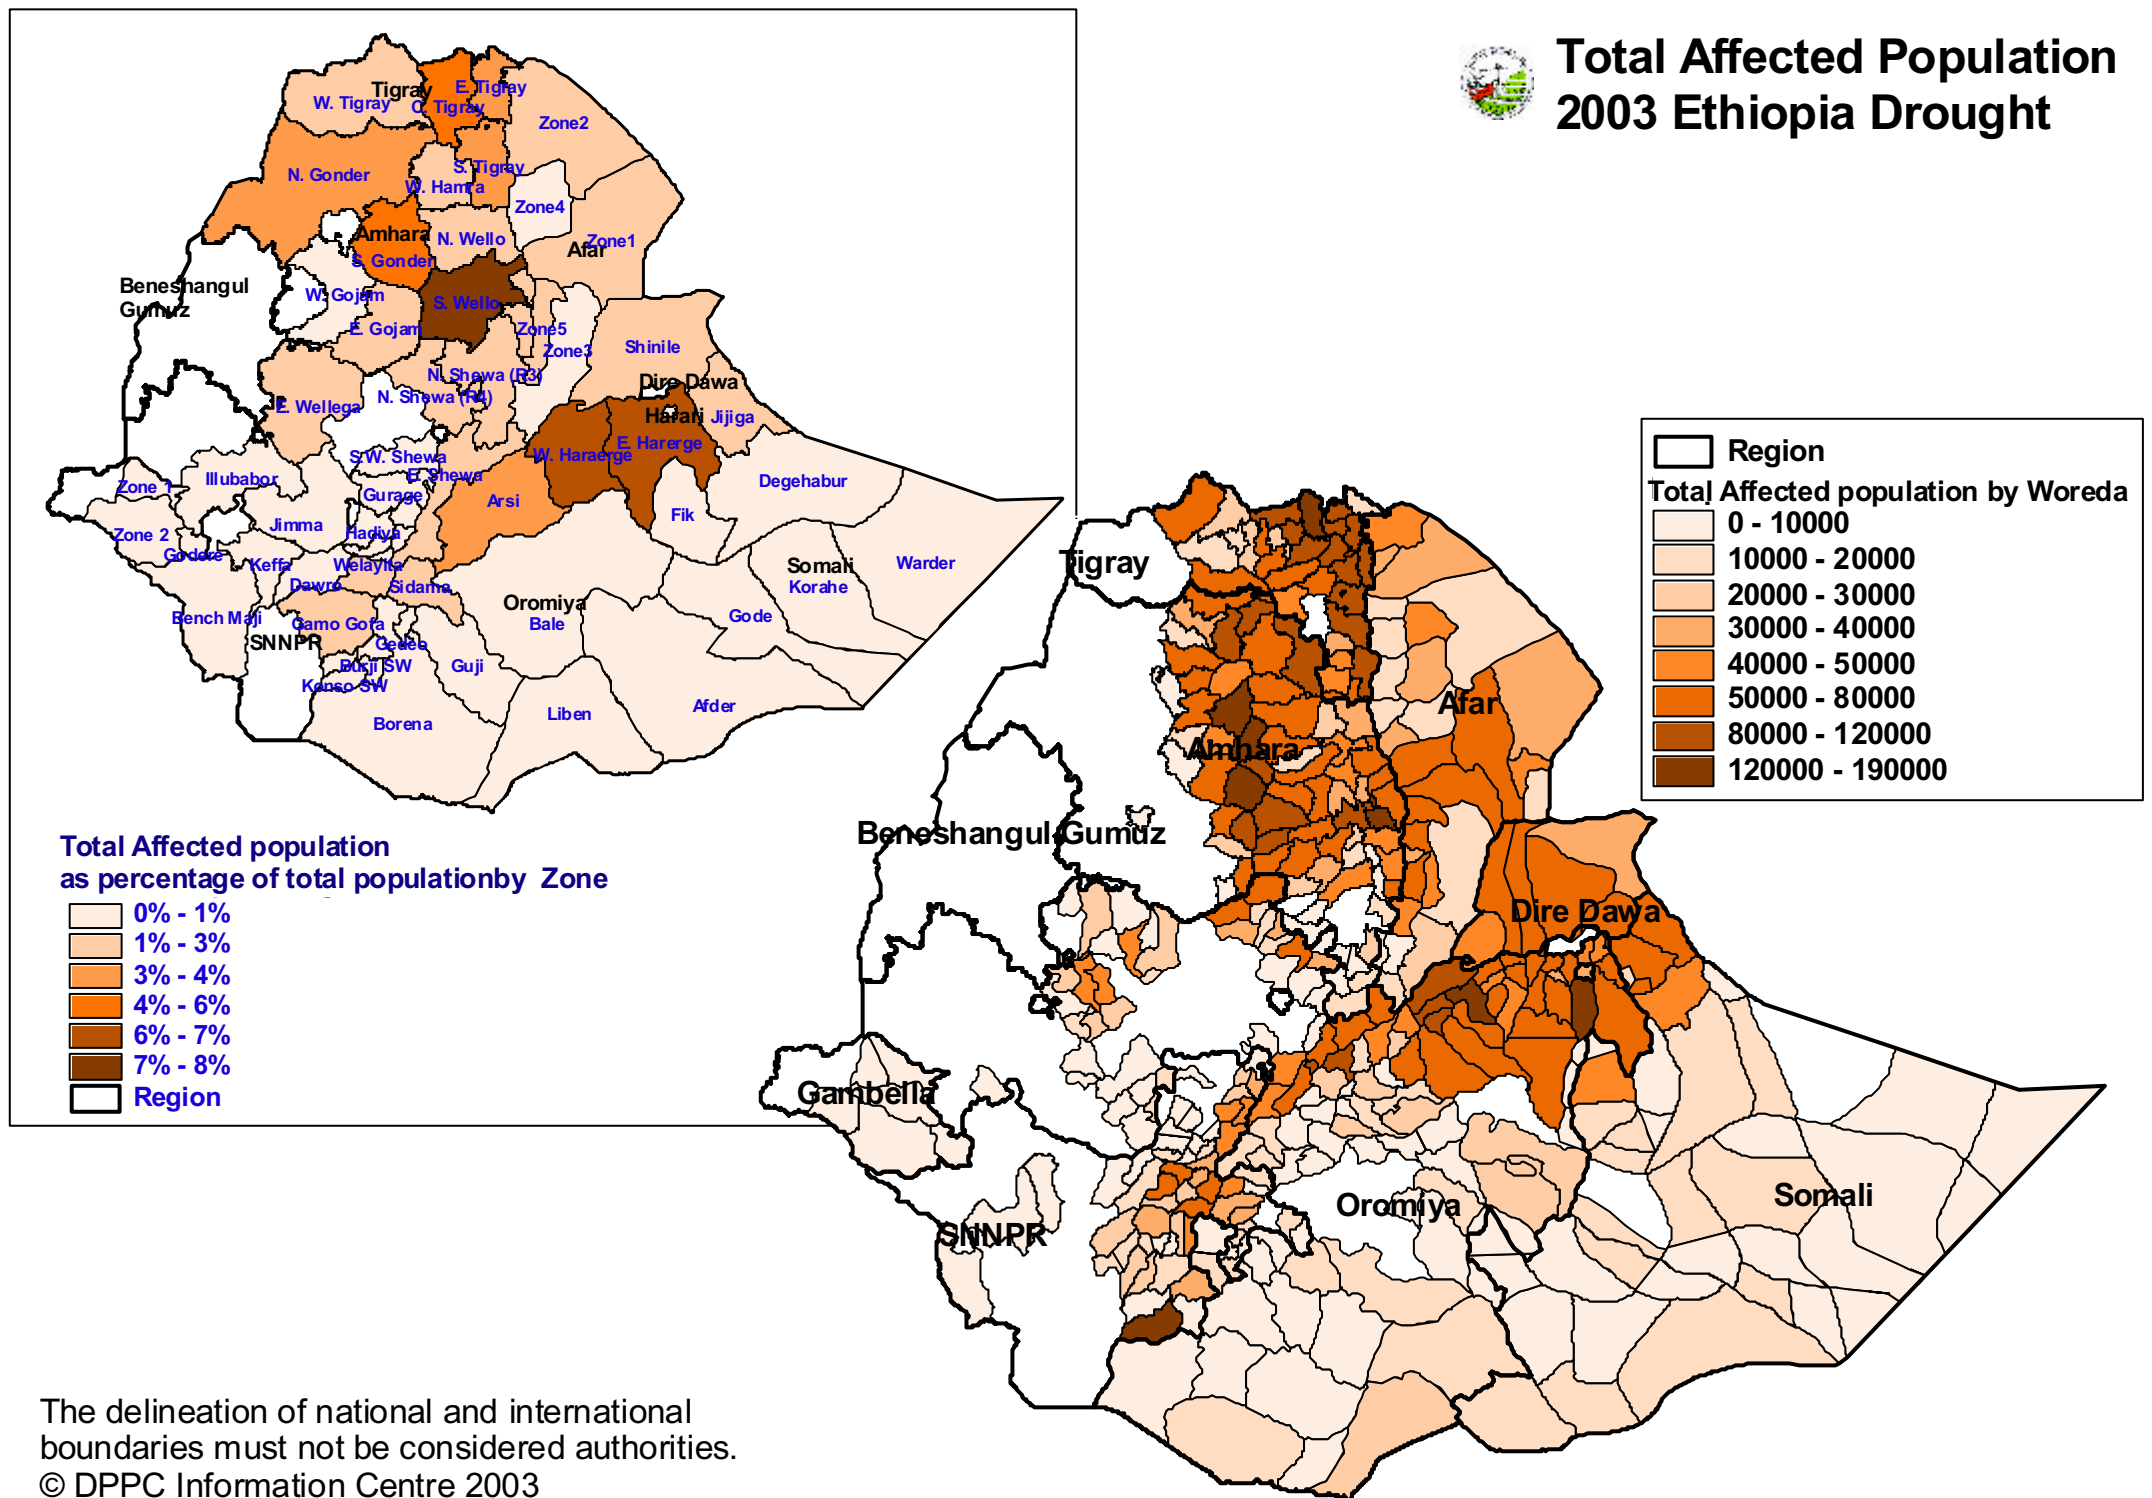 Total Affected Population
2003 Ethiopia Drought
Tigray
W. Tigray
C. Tigray
E. Tigray
Zone2
N. Gonder
S. Tigray
W. Hamra
Zone4
Amhara
N. Wello
Zone1
Afar
S. Gonder
Beneshangul
Gumuz
W. Gojam
S. Wello
E. Gojam
Zone5
Zone3
Shinile
N. Shewa (R3)
Dire Dawa
N. Shewa (R4)
E. Wellega
Harari
Jijiga
E. Harerge
W. Haraerge
S.W. Shewa
E. Shewa
Illubabor
Zone 1
Gurage
Arsi
Degehabur
Fik
Jimma
Hadiya
Zone 2
Godere
Keffa
Welayita
Dawro
Sidama
Somali
Korahe
Warder
Oromiya
Bale
Gode
Bench Maji
Gamo Gofa
SNNPR
Gedeo
Burji SW
Guji
Konso SW
Borena
Liben
Afder
Total Affected population
as percentage of total populationby Zone
0% - 1%
1% - 3%
3% - 4%
4% - 6%
6% - 7%
7% - 8%
Region
Region
Total Affected population by Woreda
0 - 10000
10000 - 20000
20000 - 30000
30000 - 40000
40000 - 50000
50000 - 80000
80000 - 120000
120000 - 190000
Tigray
Afar
Amhara
Beneshangul Gumuz
Dire Dawa
Gambella
SNNPR
Oromiya
Somali
The delineation of national and international
boundaries must not be considered authorities.
© DPPC Information Centre 2003